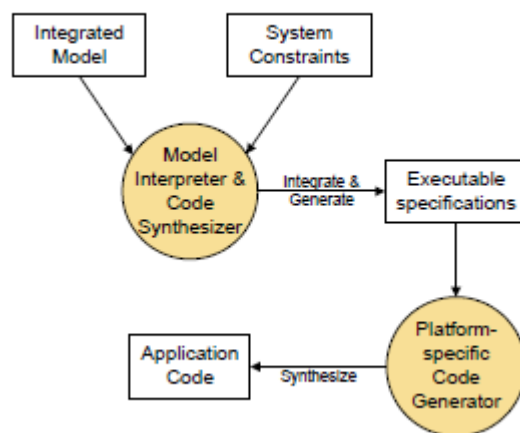 Integrated
Model
System
Constraints
Model
Interpreter &
Code
Synthesizer
Integrate &
Generate
Executable
specifications
Platform-
specific
Code
Generator
Synthesize
Application
Code